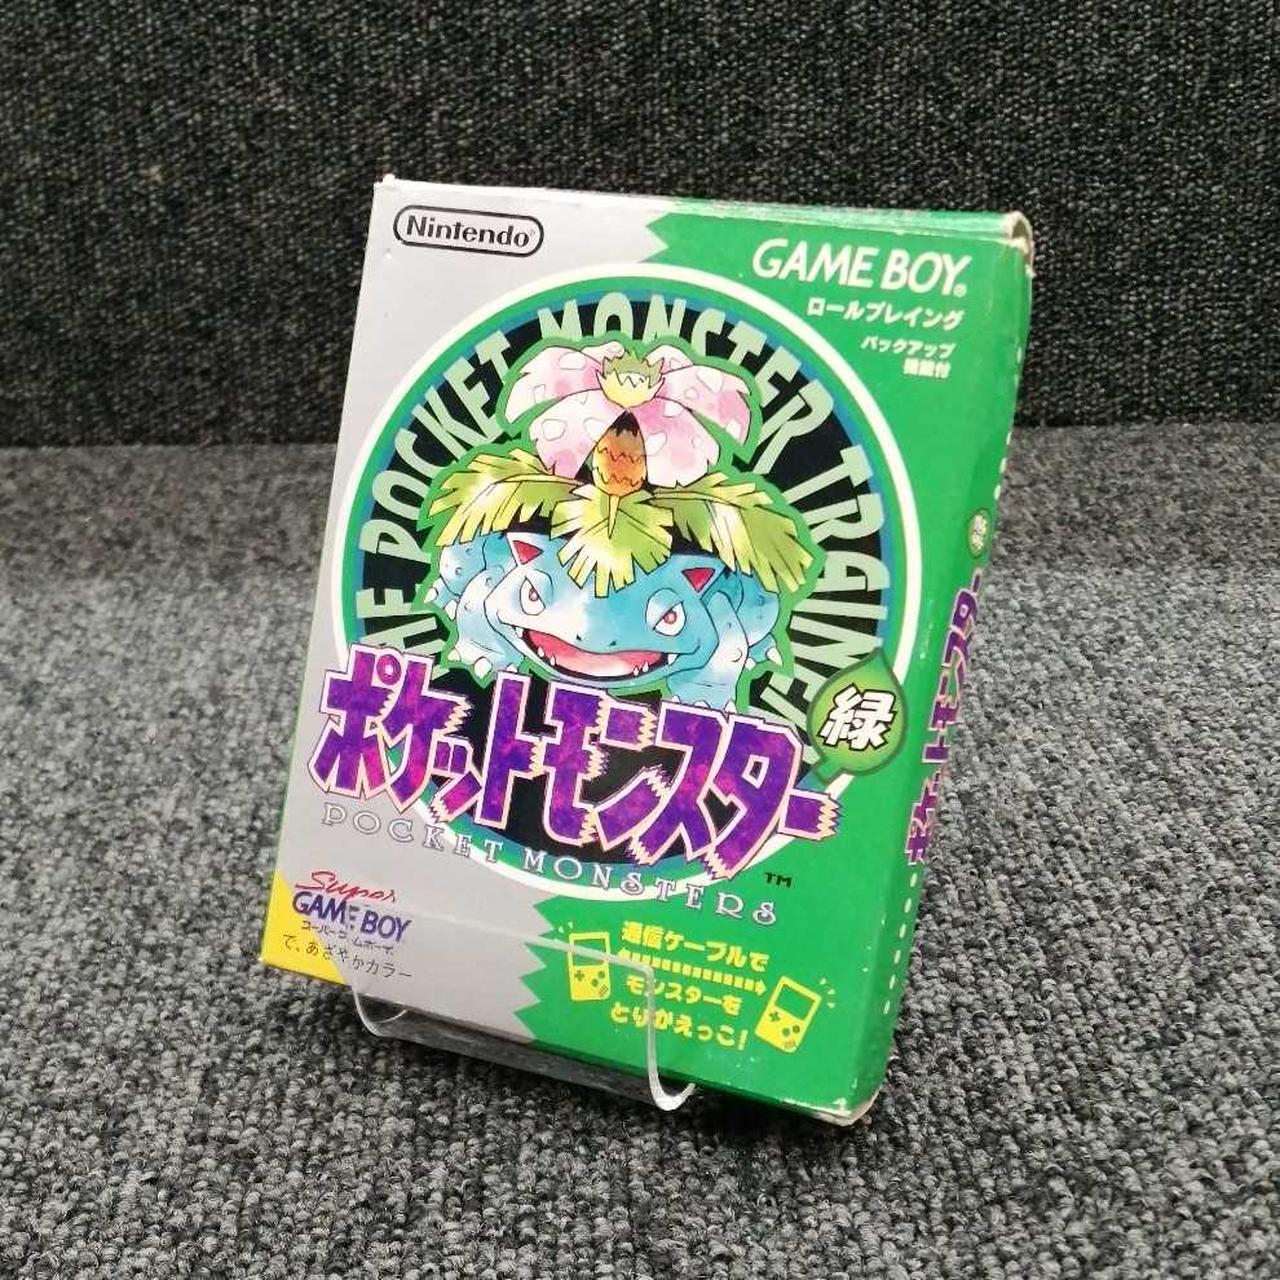 Nintendo®
GAME BOY®
ロールプレイング
バックアップ
機能付
POCKET MONSTER TRAINER
ポケットモンスター
緑
POCKET MONSTERS
TM
Super
GAME BOY
スーパーゲームボーイ
で、あざやかカラー
通信ケーブルで
モンスターを
とりかえっこ!
ポケットモンスター